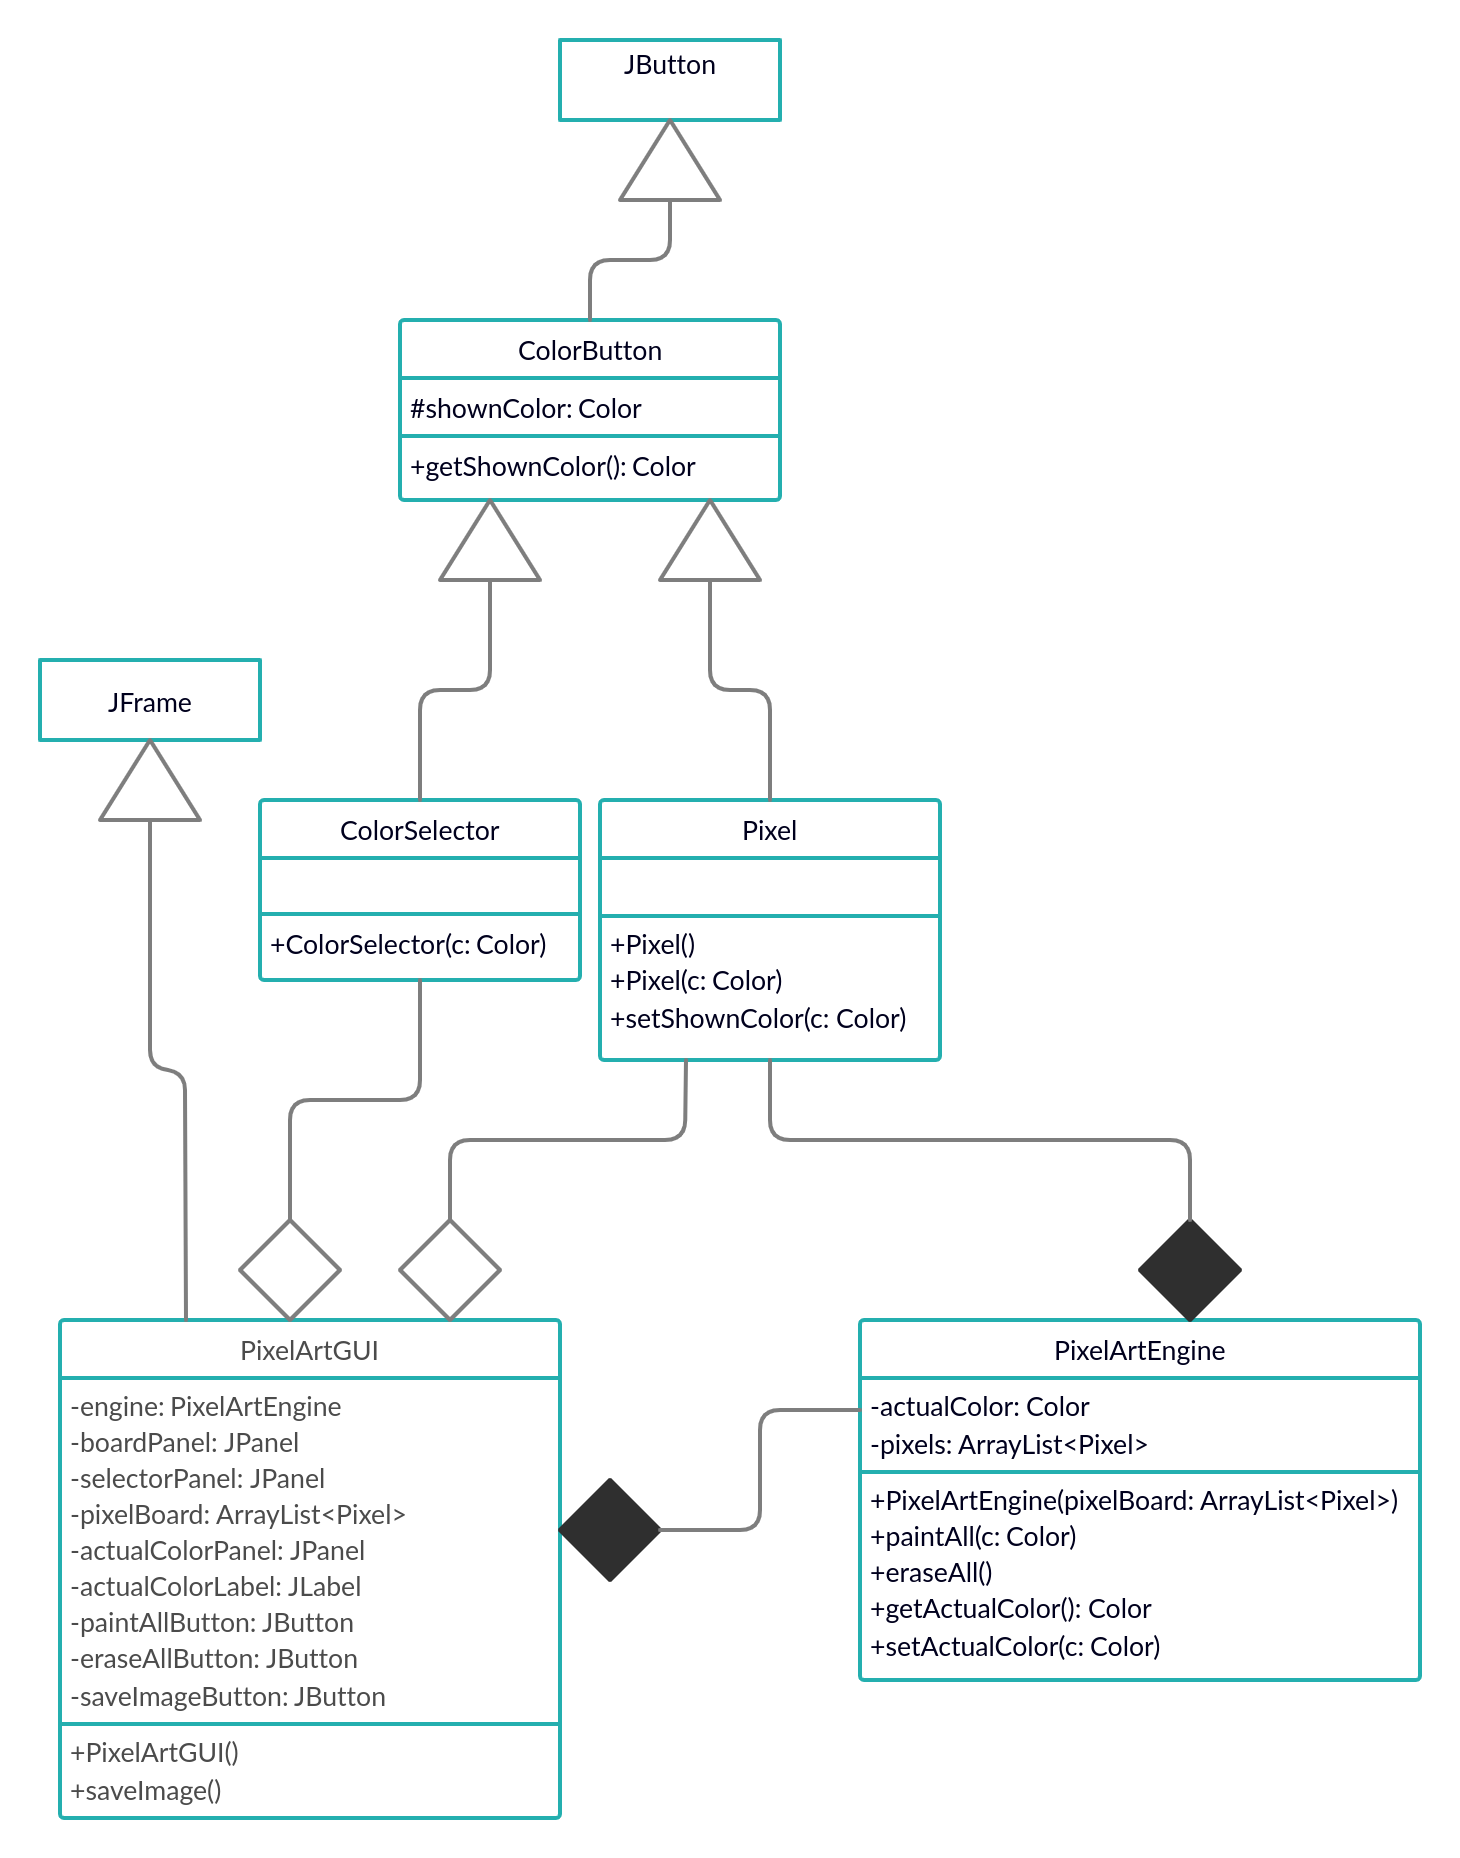 JButton
ColorButton
#shownColor: Color
+getShownColor(): Color
JFrame
ColorSelector
+ColorSelector(c: Color)
Pixel
+Pixel()
+Pixel(c: Color)
+setShownColor(c: Color)
PixelArtGUI
-engine: PixelArtEngine
-boardPanel: JPanel
-selectorPanel: JPanel
-pixelBoard: ArrayList<Pixel>
-actualColorPanel: JPanel
-actualColorLabel: JLabel
-paintAllButton: JButton
-eraseAllButton: JButton
-saveImageButton: JButton
+PixelArtGUI()
+saveImage()
PixelArtEngine
-actualColor: Color
-pixels: ArrayList<Pixel>
+PixelArtEngine(pixelBoard: ArrayList<Pixel>)
+paintAll(c: Color)
+eraseAll()
+getActualColor(): Color
+setActualColor(c: Color)